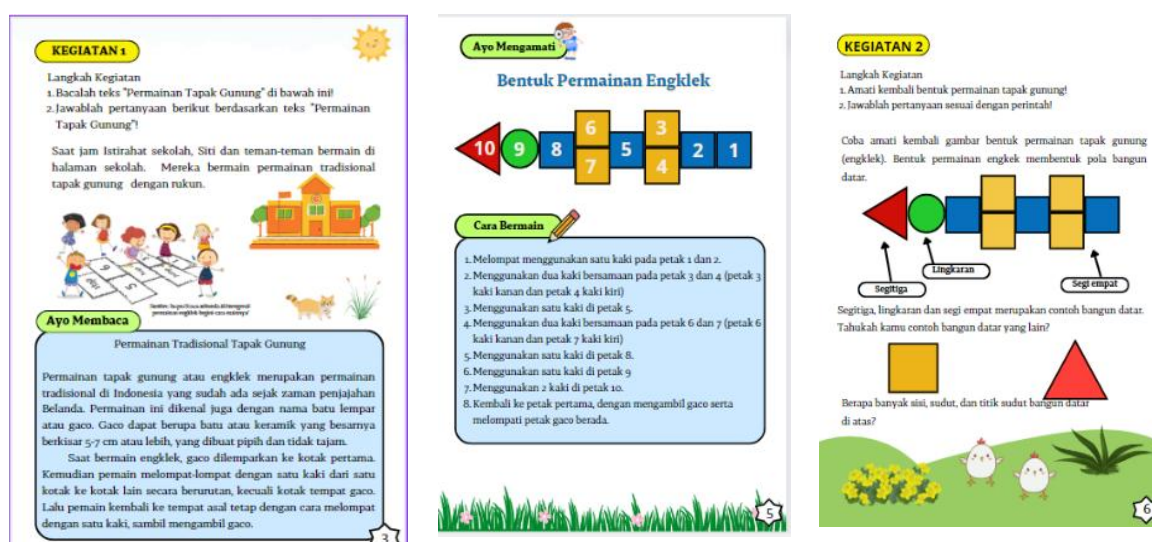 KEGIATAN 1
Langkah Kegiatan
1. Bacalah teks "Permainan Tapak Gunung" di bawah ini!
2. Jawablah pertanyaan berikut berdasarkan teks "Permainan
Tapak Gunung"!
Saat jam Istirahat sekolah, Siti dan teman-teman bermain di
halaman sekolah. Mereka bermain permainan tradisional
tapak gunung dengan rukun.
Ayo Membaca
Permainan Tradisional Tapak Gunung
Permainan tapak gunung atau engklek merupakan permainan
tradisional di Indonesia yang sudah ada sejak zaman penjajahan
Belanda. Permainan ini dikenal juga dengan nama batu lempar
atau gaco. Gaco dapat berupa batu atau keramik yang besarnya
berkisar 5-7 cm atau lebih, yang dibuat pipih dan tidak tajam.
Saat bermain engklek, gaco dilemparkan ke kotak pertama.
Kemudian pemain melompat-lompat dengan satu kaki dari satu
kotak ke kotak lain secara berurutan, kecuali kotak tempat gaco.
Lalu pemain kembali ke tempat asal tetap dengan cara melompat
dengan satu kaki, sambil mengambil gaco.
3
Ayo Mengamati
Bentuk Permainan Engklek
10 9 8 6 7 5 3 4 2 1
Cara Bermain
1. Melompat menggunakan satu kaki pada petak 1 dan 2.
2. Menggunakan dua kaki bersamaan pada petak 3 dan 4 (petak 3
kaki kanan dan petak 4 kaki kiri)
3. Menggunakan satu kaki di petak 5.
4. Menggunakan dua kaki bersamaan pada petak 6 dan 7 (petak 6
kaki kanan dan petak 7 kaki kiri)
5. Menggunakan satu kaki di petak 8.
6. Menggunakan satu kaki di petak 9
7. Menggunakan 2 kaki di petak 10.
8. Kembali ke petak pertama, dengan mengambil gaco serta
melompati petak gaco berada.
5
KEGIATAN 2
Langkah Kegiatan
1. Amati kembali bentuk permainan tapak gunung!
2. Jawablah pertanyaan sesuai dengan perintah!
Coba amati kembali gambar bentuk permainan tapak gunung
(engklek). Bentuk permainan engkek membentuk pola bangun
datar.
Segitiga
Lingkaran
Segi empat
Segitiga, lingkaran dan segi empat merupakan contoh bangun datar.
Tahukah kamu contoh bangun datar yang lain?
Berapa banyak sisi, sudut, dan titik sudut bangun datar
di atas?
6